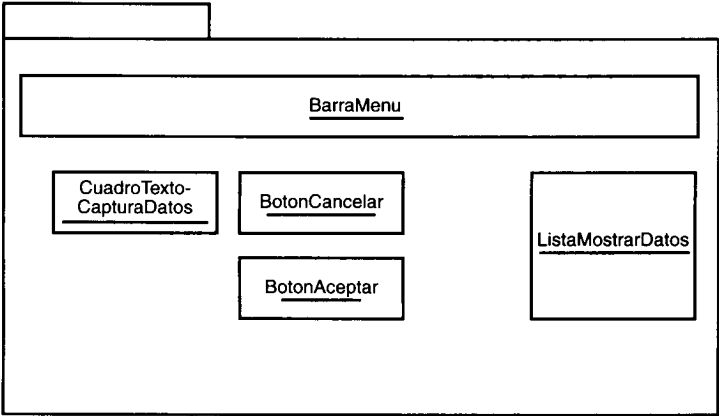 BarraMenu
CuadroTexto-
CapturaDatos
BotonCancelar
ListaMostrarDatos
BotonAceptar